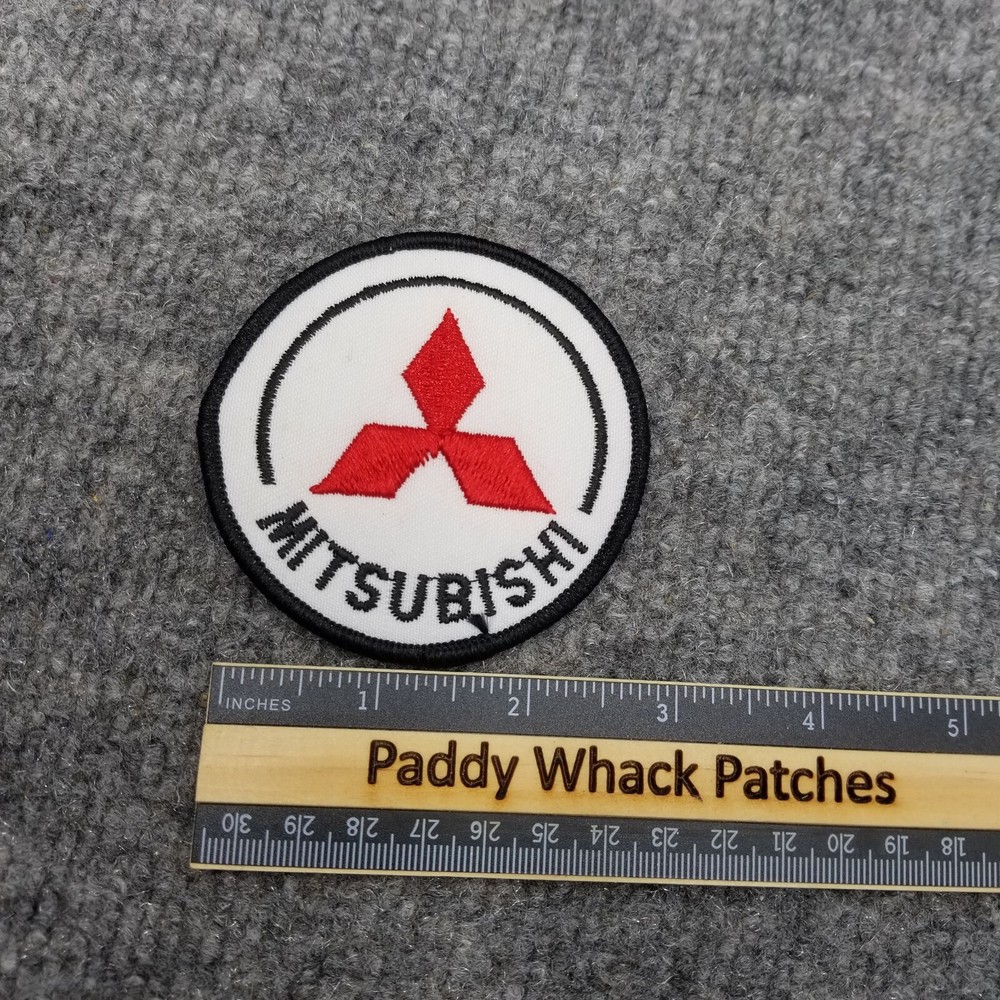 MITSUBISHI
INCHES 1 2 3 4 5
Paddy Whack Patches
30 29 28 27 26 25 24 23 22 21 20 19 18